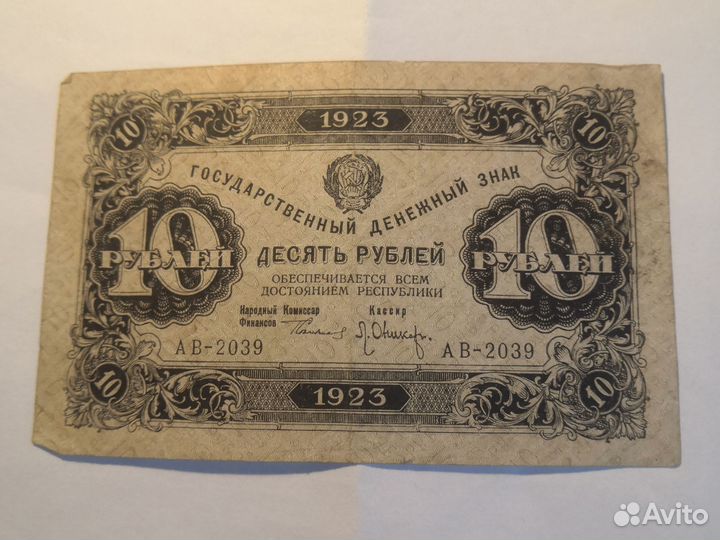 1923
10 10
ГОСУДАРСТВЕННЫЙ ДЕНЕЖНЫЙ ЗНАК
10 РУБЛЕЙ
10 РУБЛЕЙ
ДЕСЯТЬ РУБЛЕЙ
ОБЕСПЕЧИВАЕТСЯ ВСЕМ
ДОСТОЯНИЕМ РЕСПУБЛИКИ
Народный Комиссар
Финансов
Кассир
АВ-2039
АВ-2039
10 10
1923
Avito